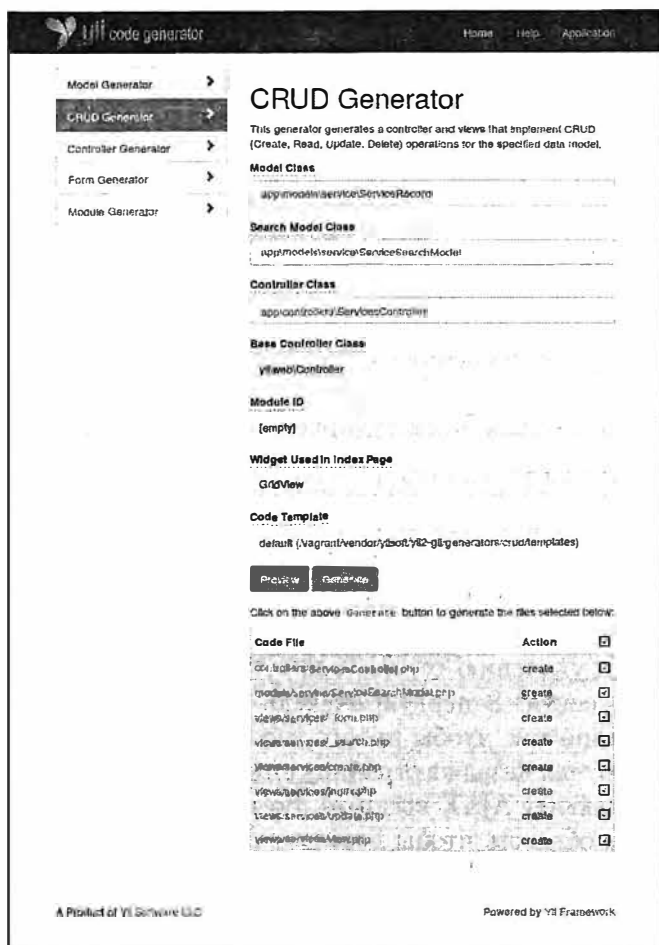 yii code generator
Home Help Application
Model Generator
CRUD Generator
Controller Generator
Form Generator
Module Generator
CRUD Generator
This generator generates a controller and views that implement CRUD
(Create, Read, Update, Delete) operations for the specified data model.
Model Class
app\models\service\ServiceRecord
Search Model Class
app\models\service\ServiceSearchModel
Controller Class
app\controllers\ServicesController
Base Controller Class
yii\web\Controller
Module ID
[empty]
Widget Used in Index Page
GridView
Code Template
default (/vagrant/vendor/yiisoft/yii2-gii/generators/crud/templates)
Preview Generate
Click on the above Generate button to generate the files selected below:
Code File Action
controllers/ServicesController.php create
models/service/ServiceSearchModel.php create
views/services/_form.php create
views/services/_search.php create
views/services/create.php create
views/services/index.php create
views/services/update.php create
views/services/view.php create
A Product of Yii Software LLC
Powered by Yii Framework